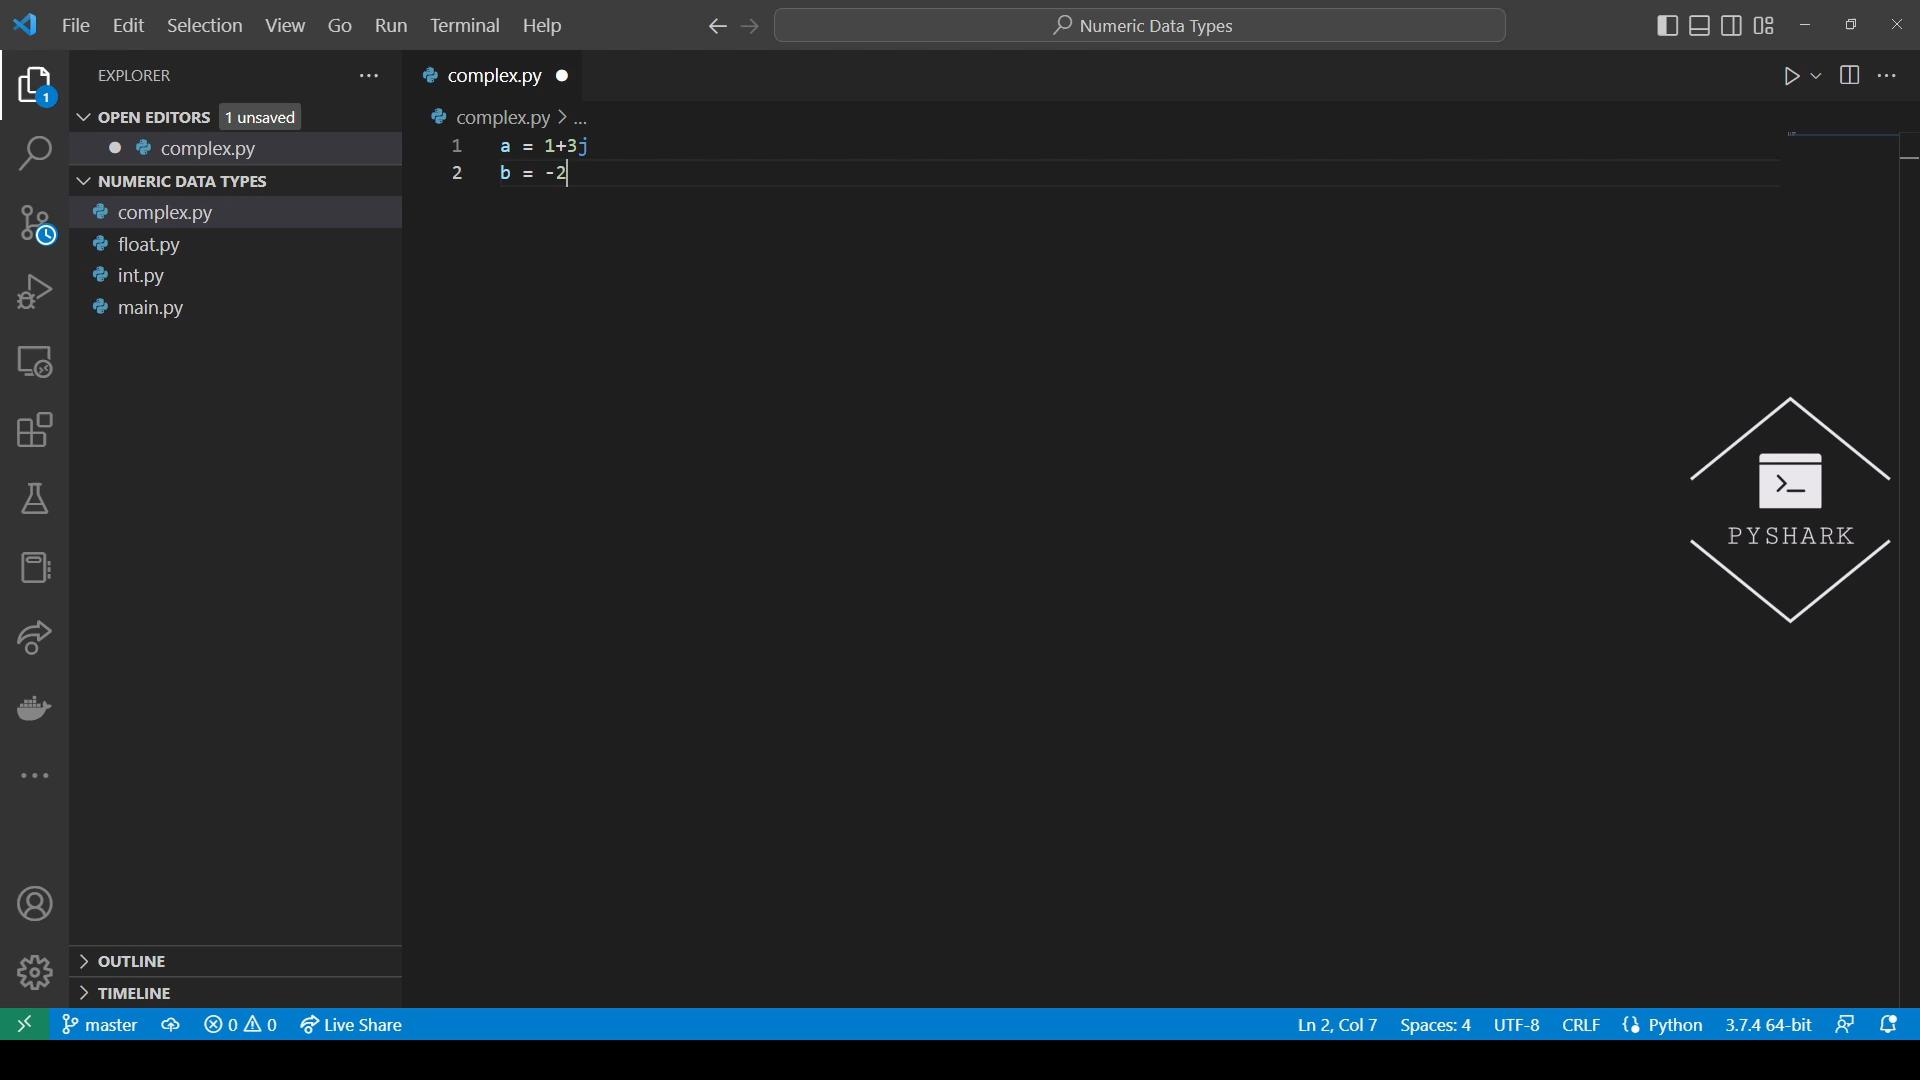 File Edit Selection View Go Run Terminal Help
Numeric Data Types
EXPLORER
1
OPEN EDITORS 1 unsaved
complex.py
NUMERIC DATA TYPES
complex.py
float.py
int.py
main.py
OUTLINE
TIMELINE
complex.py
complex.py > ...
1 a = 1+3j
2 b = -2
>_
PYSHARK
master 0 0 Live Share Ln 2, Col 7 Spaces: 4 UTF-8 CRLF Python 3.7.4 64-bit